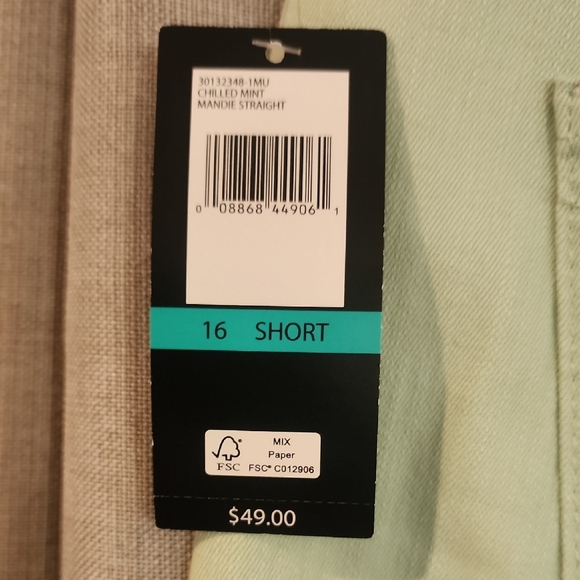 30132348-1MU
CHILLED MINT
MANDIE STRAIGHT
0 08868 44906 1
16 SHORT
MIX
Paper
FSC® C012906
FSC
$49.00